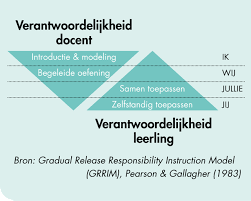 Verantwoordelijkheid
docent
Introductie & modeling IK
Begeleide oefening WIJ
Samen toepassen JULLIE
Zelfstandig toepassen JIJ
Verantwoordelijkheid
leerling
Bron: Gradual Release Responsibility Instruction Model
(GRRIM), Pearson & Gallagher (1983)